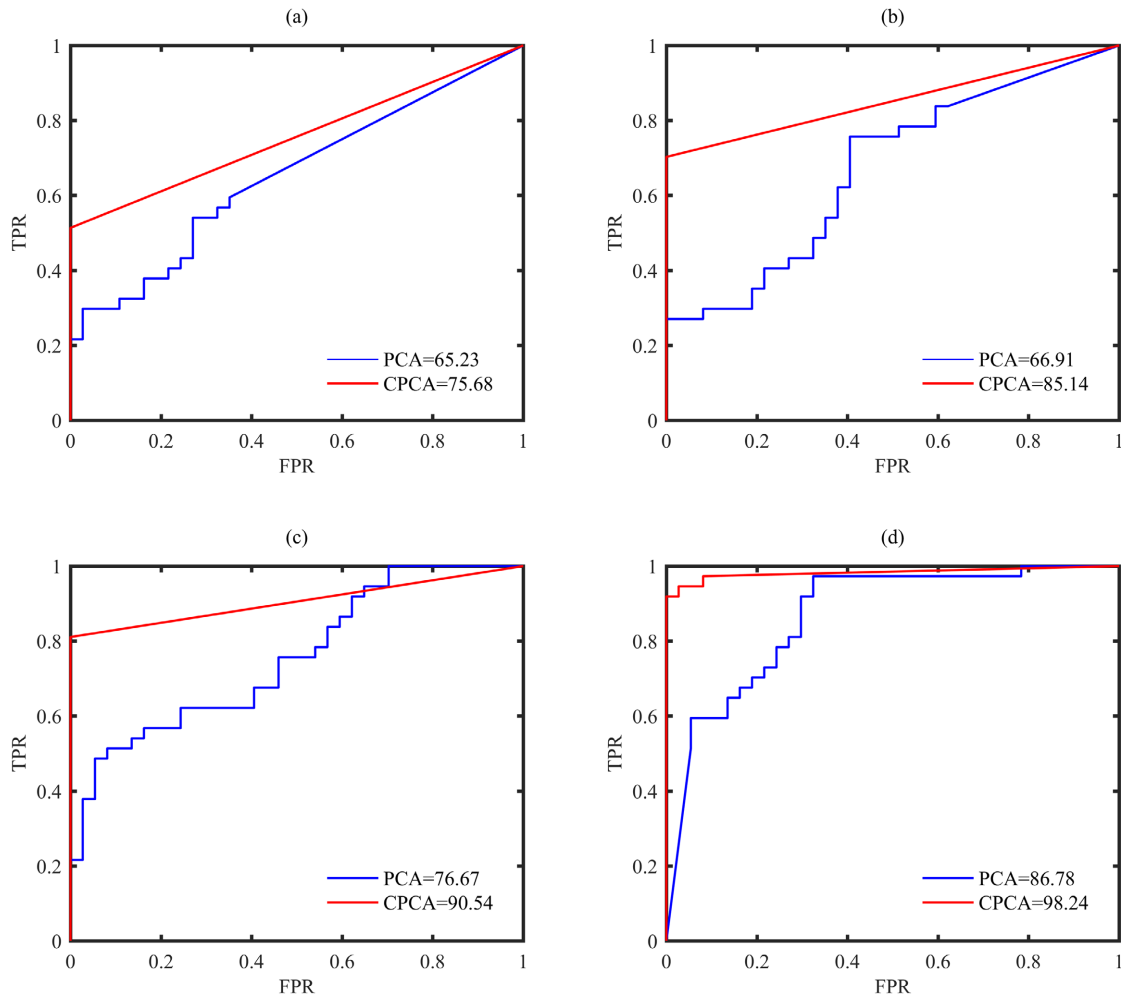 (a)
1
0.8
0.6
0.4
0.2
0
TPR
PCA=65.23
CPCA=75.68
0 0.2 0.4 0.6 0.8 1
FPR
(b)
1
0.8
0.6
0.4
0.2
0
TPR
PCA=66.91
CPCA=85.14
0 0.2 0.4 0.6 0.8 1
FPR
(c)
1
0.8
0.6
0.4
0.2
0
TPR
PCA=76.67
CPCA=90.54
0 0.2 0.4 0.6 0.8 1
FPR
(d)
1
0.8
0.6
0.4
0.2
0
TPR
PCA=86.78
CPCA=98.24
0 0.2 0.4 0.6 0.8 1
FPR